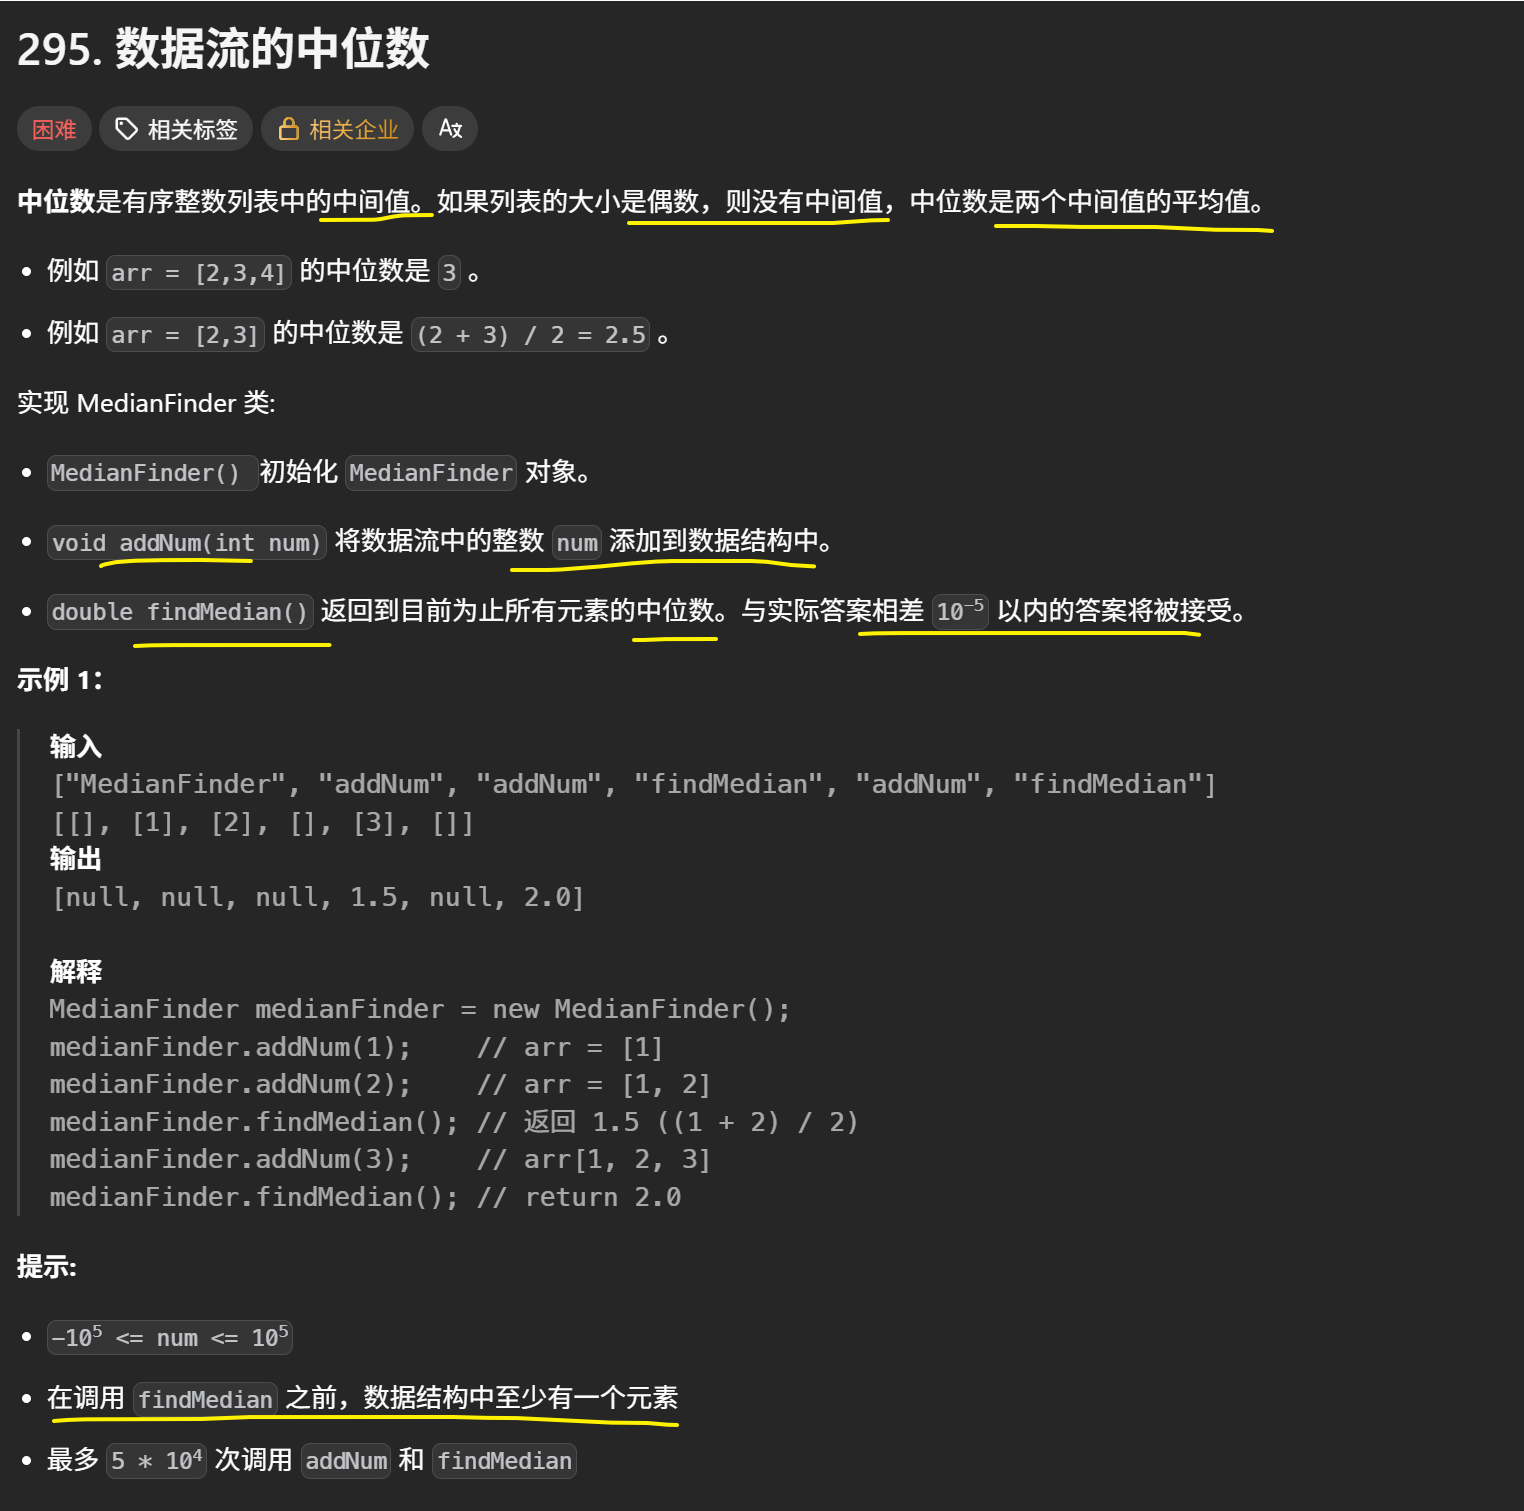 295. 数据流的中位数
困难 相关标签 相关企业
中位数是有序整数列表中的中间值。如果列表的大小是偶数，则没有中间值，中位数是两个中间值的平均值。
• 例如 arr = [2,3,4] 的中位数是 3 。
• 例如 arr = [2,3] 的中位数是 (2 + 3) / 2 = 2.5 。
实现 MedianFinder 类:
• MedianFinder() 初始化 MedianFinder 对象。
• void addNum(int num) 将数据流中的整数 num 添加到数据结构中。
• double findMedian() 返回到目前为止所有元素的中位数。与实际答案相差 10⁻⁵ 以内的答案将被接受。
示例 1：
输入
["MedianFinder", "addNum", "addNum", "findMedian", "addNum", "findMedian"]
[[], [1], [2], [], [3], []]
输出
[null, null, null, 1.5, null, 2.0]
解释
MedianFinder medianFinder = new MedianFinder();
medianFinder.addNum(1);    // arr = [1]
medianFinder.addNum(2);    // arr = [1, 2]
medianFinder.findMedian(); // 返回 1.5 ((1 + 2) / 2)
medianFinder.addNum(3);    // arr[1, 2, 3]
medianFinder.findMedian(); // return 2.0
提示:
• −10⁵ <= num <= 10⁵
• 在调用 findMedian 之前，数据结构中至少有一个元素
• 最多 5 * 10⁴ 次调用 addNum 和 findMedian